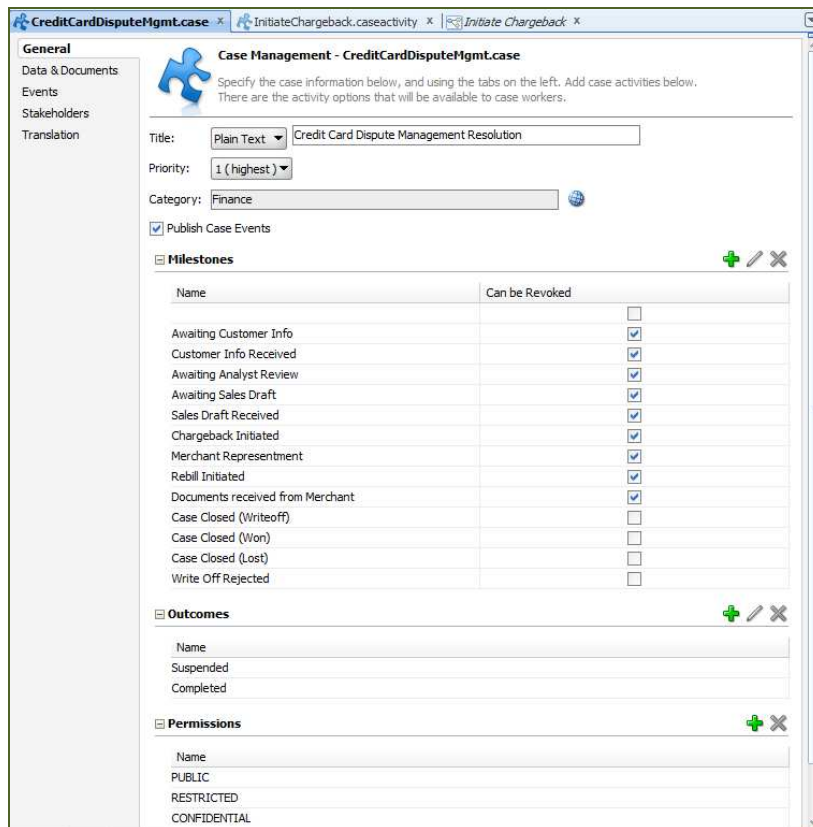 CreditCardDisputeMgmt.case x InitiateChargeback.caseactivity x Initiate Chargeback x
General
Data & Documents
Events
Stakeholders
Translation
Case Management - CreditCardDisputeMgmt.case
Specify the case information below, and using the tabs on the left. Add case activities below.
There are the activity options that will be available to case workers.
Title: Plain Text Credit Card Dispute Management Resolution
Priority: 1 ( highest )
Category: Finance
Publish Case Events
Milestones
Name Can be Revoked
Awaiting Customer Info
Customer Info Received
Awaiting Analyst Review
Awaiting Sales Draft
Sales Draft Received
Chargeback Initiated
Merchant Representment
Rebill Initiated
Documents received from Merchant
Case Closed (Writeoff)
Case Closed (Won)
Case Closed (Lost)
Write Off Rejected
Outcomes
Name
Suspended
Completed
Permissions
Name
PUBLIC
RESTRICTED
CONFIDENTIAL